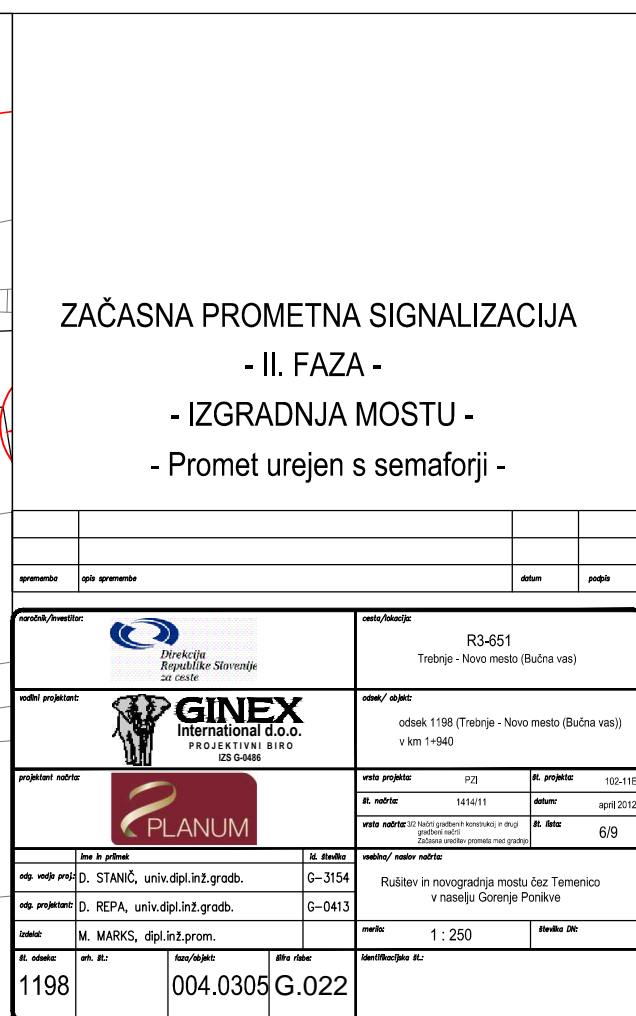 ZAČASNA PROMETNA SIGNALIZACIJA
- II. FAZA -
- IZGRADNJA MOSTU -
- Promet urejen s semaforji -
sprememba opis spremembe datum podpis
naročnik/investitor:
Direkcija
Republike Slovenije
za ceste
cesta/lokacija:
R3-651
Trebnje - Novo mesto (Bučna vas)
vodilni projektant:
GINEX
International d.o.o.
PROJEKTIVNI BIRO
IZS G-0486
odsek/ objekt:
odsek 1198 (Trebnje - Novo mesto (Bučna vas))
v km 1+940
projektant načrta:
PLANUM
vrsta projekta: PZI št. projekta: 102-11E
št. načrta: 1414/11 datum: april 2012
vrsta načrta: 3/2 Načrti gradbenih konstrukcij in drugi
gradbeni načrti
Začasna ureditev prometa med gradnjo
št. lista: 6/9
ime in priimek id. številka
odg. vodja proj: D. STANIČ, univ.dipl.inž.gradb. G-3154
odg. projektant: D. REPA, univ.dipl.inž.gradb. G-0413
izdelal: M. MARKS, dipl.inž.prom.
vsebina/ naslov načrta:
Rušitev in novogradnja mostu čez Temenico
v naselju Gorenje Ponikve
merilo: 1 : 250 številka DN:
št. odseka: arh. št.: faza/objekt: šifra risbe:
1198 004.0305 G.022
identifikacijska št.: